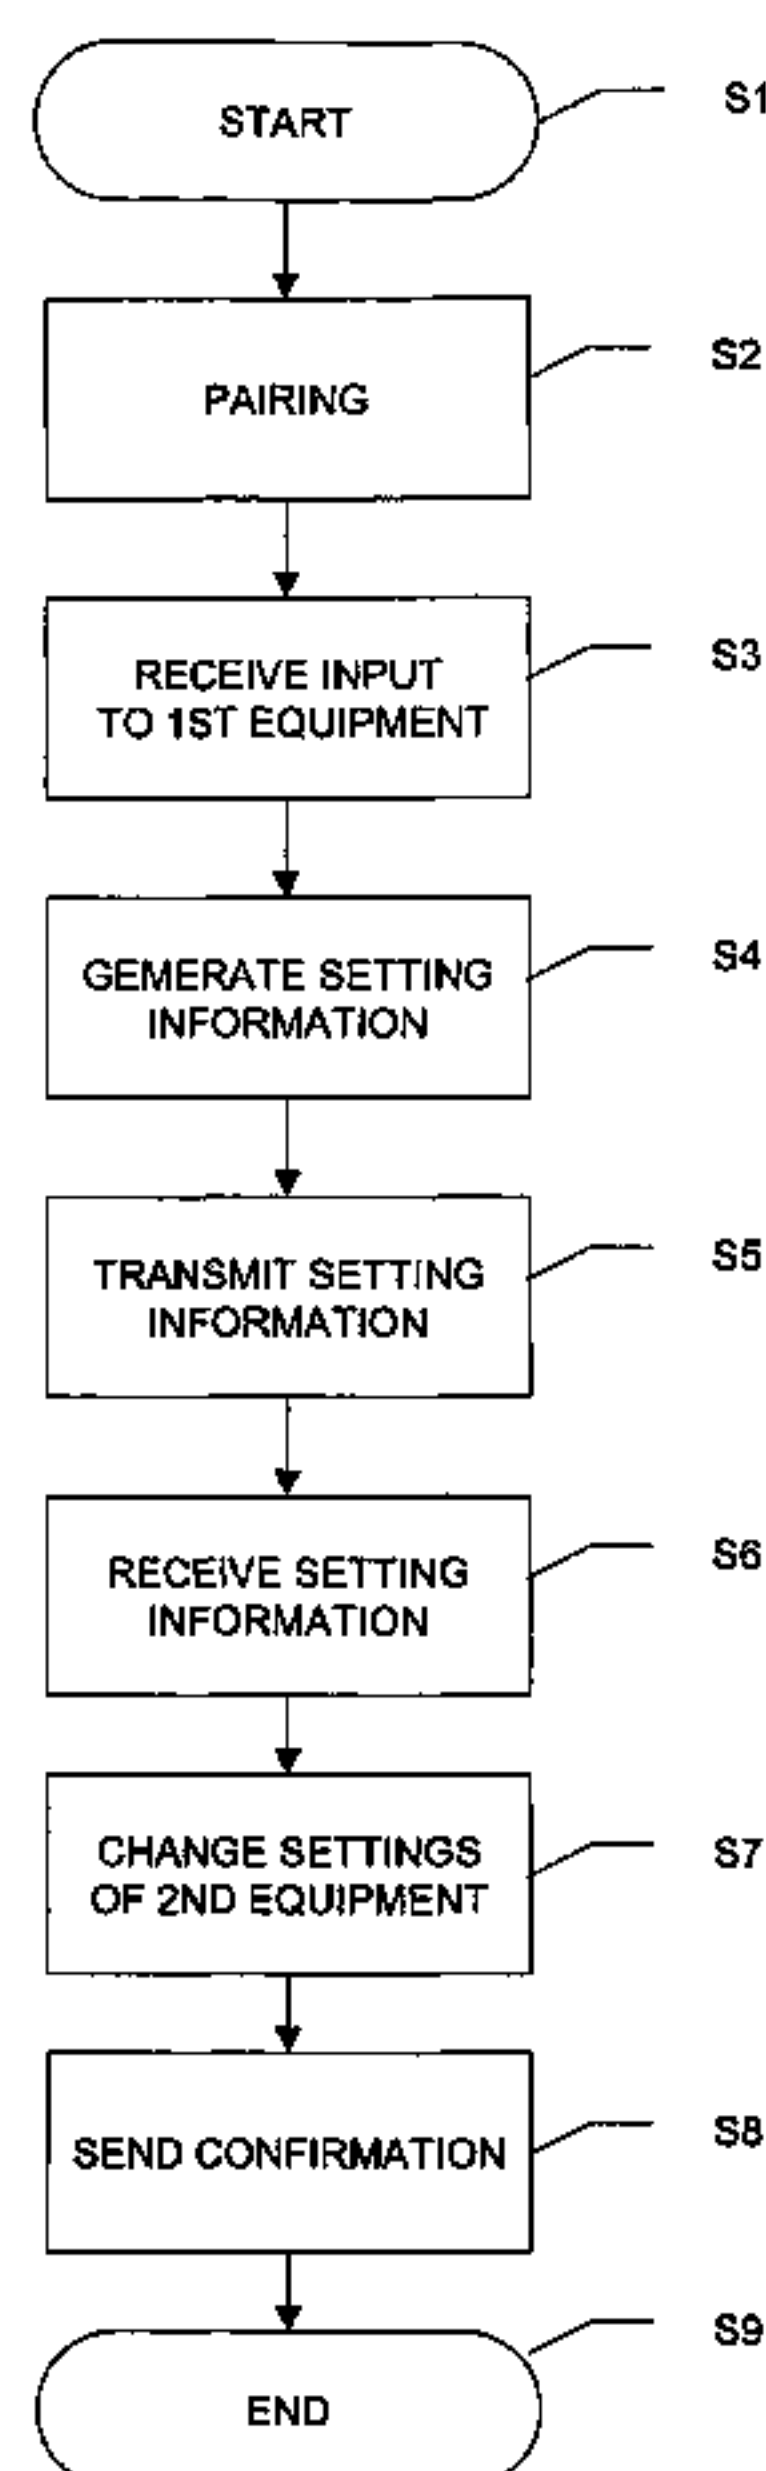 START
S1
PAIRING
S2
RECEIVE INPUT
TO 1ST EQUIPMENT
S3
GEMERATE SETTING
INFORMATION
S4
TRANSMIT SETTING
INFORMATION
S5
RECEIVE SETTING
INFORMATION
S6
CHANGE SETTINGS
OF 2ND EQUIPMENT
S7
SEND CONFIRMATION
S8
END
S9